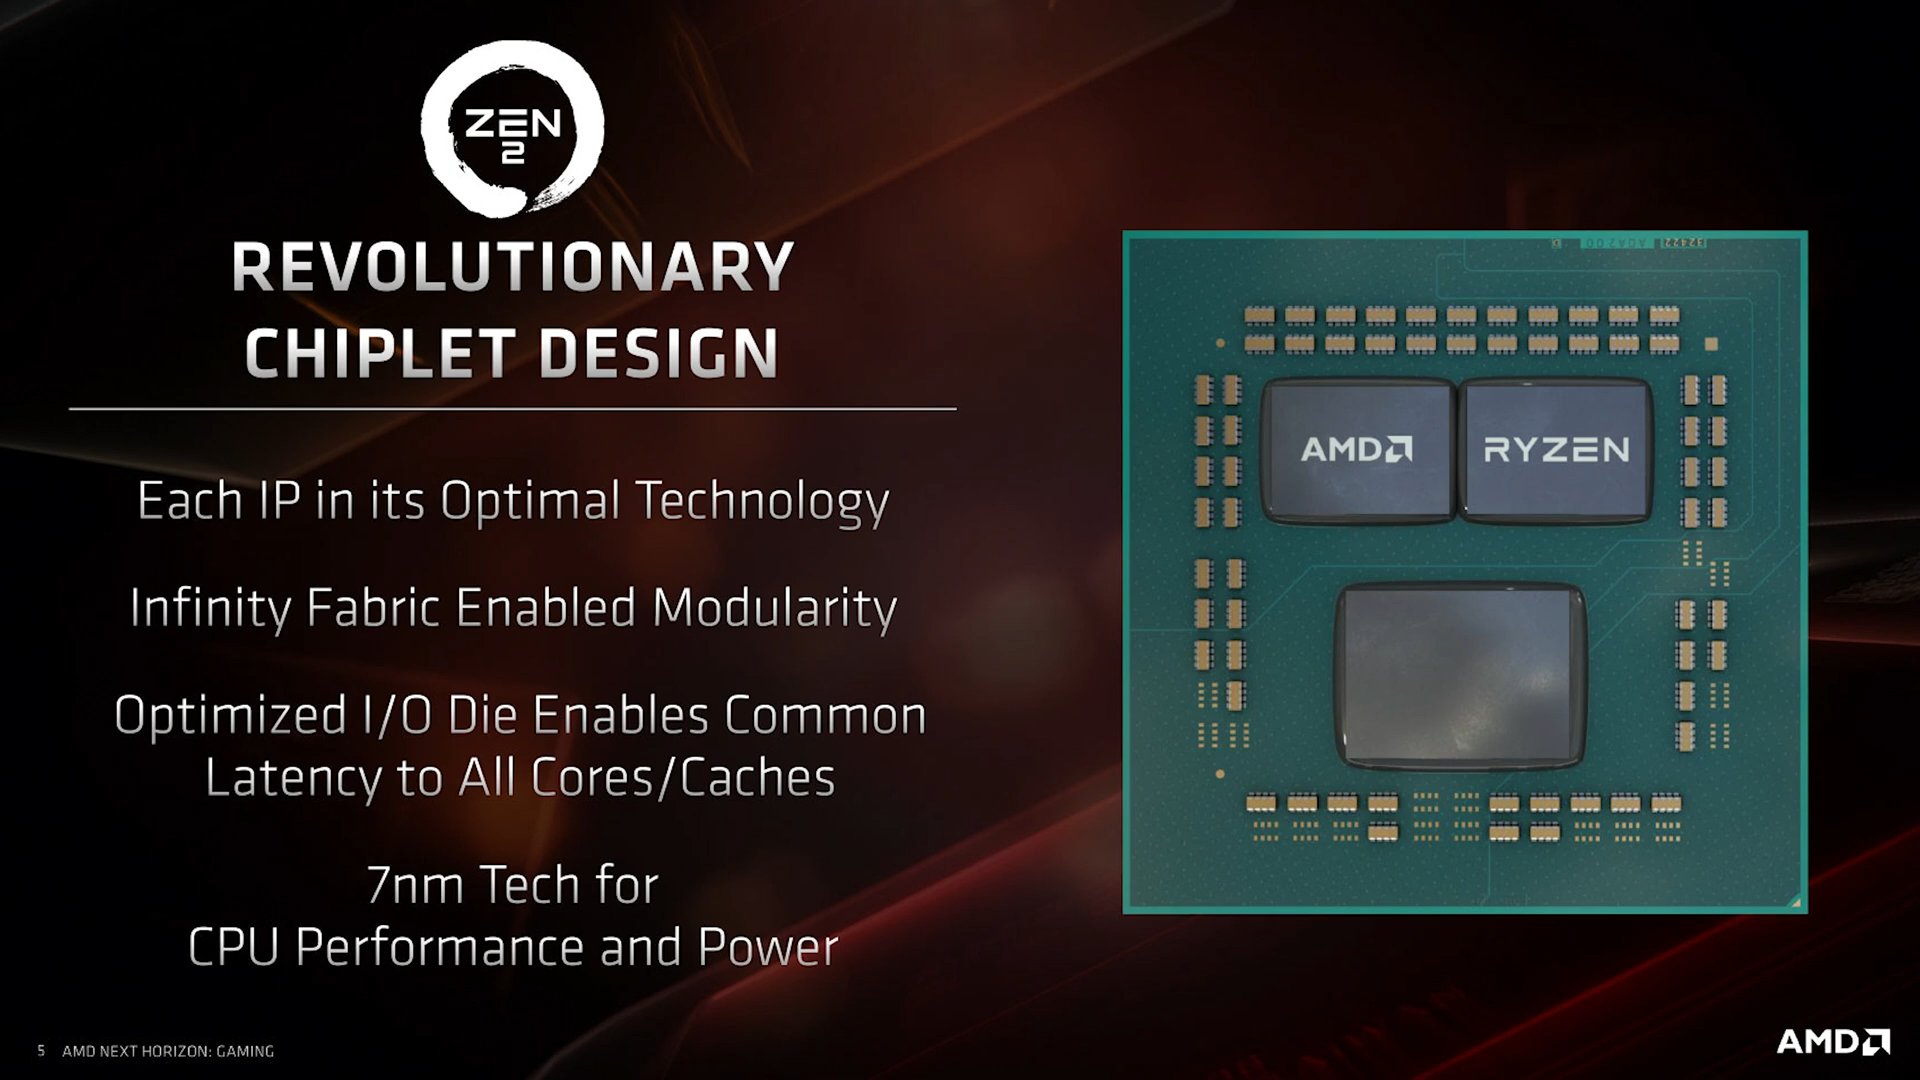 ZEN
2
REVOLUTIONARY
CHIPLET DESIGN
Each IP in its Optimal Technology
Infinity Fabric Enabled Modularity
Optimized I/O Die Enables Common
Latency to All Cores/Caches
7nm Tech for
CPU Performance and Power
AMD
RYZEN
5 AMD NEXT HORIZON: GAMING
AMD